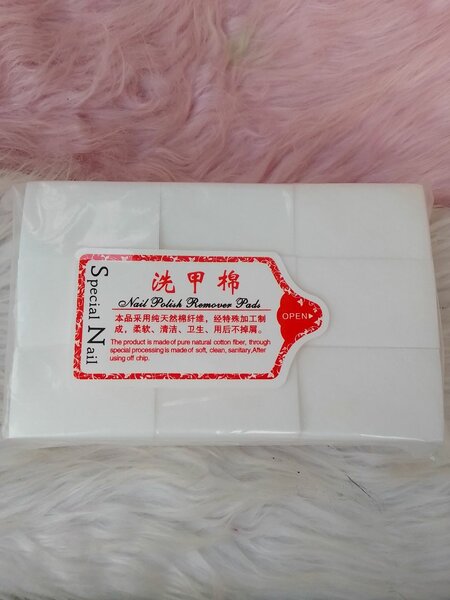 Special Nail
洗甲棉
Nail Polish Remover Pads
本品采用纯天然棉纤维，经特殊加工制
成，柔软、清洁、卫生、用后不掉屑。
The product is made of pure natural cotton fiber, through
special processing is made of soft, clean, sanitary,After
using off chip.
OPEN